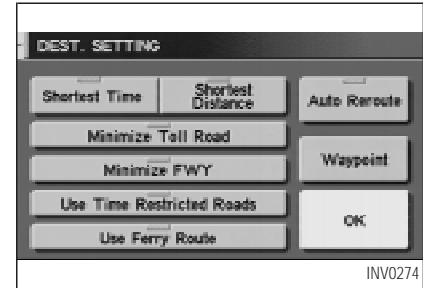 DEST. SETTING
Shortest Time
Shortest
Distance
Auto Reroute
Minimize Toll Road
Minimize FWY
Waypoint
Use Time Restricted Roads
Use Ferry Route
OK
INV0274